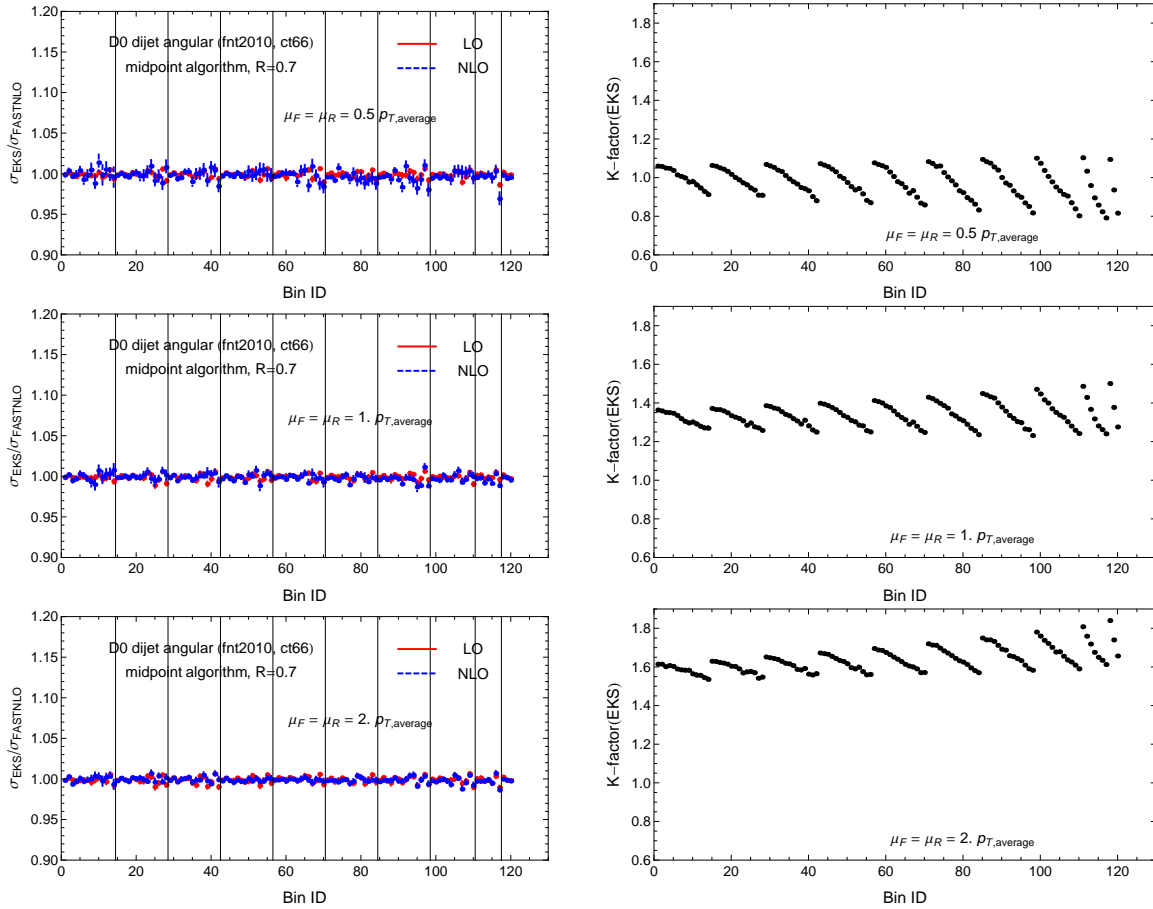 1.20
1.15
1.10
1.05
1.00
0.95
0.90
σEKS/σFASTNLO
D0 dijet angular (fnt2010, ct66)
midpoint algorithm, R=0.7
LO
NLO
μF = μR = 0.5 pT,average
0 20 40 60 80 100 120
Bin ID
1.8
1.6
1.4
1.2
1.0
0.8
0.6
K−factor(EKS)
μF = μR = 0.5 pT,average
0 20 40 60 80 100 120
Bin ID
1.20
1.15
1.10
1.05
1.00
0.95
0.90
σEKS/σFASTNLO
D0 dijet angular (fnt2010, ct66)
midpoint algorithm, R=0.7
LO
NLO
μF = μR = 1. pT,average
0 20 40 60 80 100 120
Bin ID
1.8
1.6
1.4
1.2
1.0
0.8
0.6
K−factor(EKS)
μF = μR = 1. pT,average
0 20 40 60 80 100 120
Bin ID
1.20
1.15
1.10
1.05
1.00
0.95
0.90
σEKS/σFASTNLO
D0 dijet angular (fnt2010, ct66)
midpoint algorithm, R=0.7
LO
NLO
μF = μR = 2. pT,average
0 20 40 60 80 100 120
Bin ID
1.8
1.6
1.4
1.2
1.0
0.8
0.6
K−factor(EKS)
μF = μR = 2. pT,average
0 20 40 60 80 100 120
Bin ID